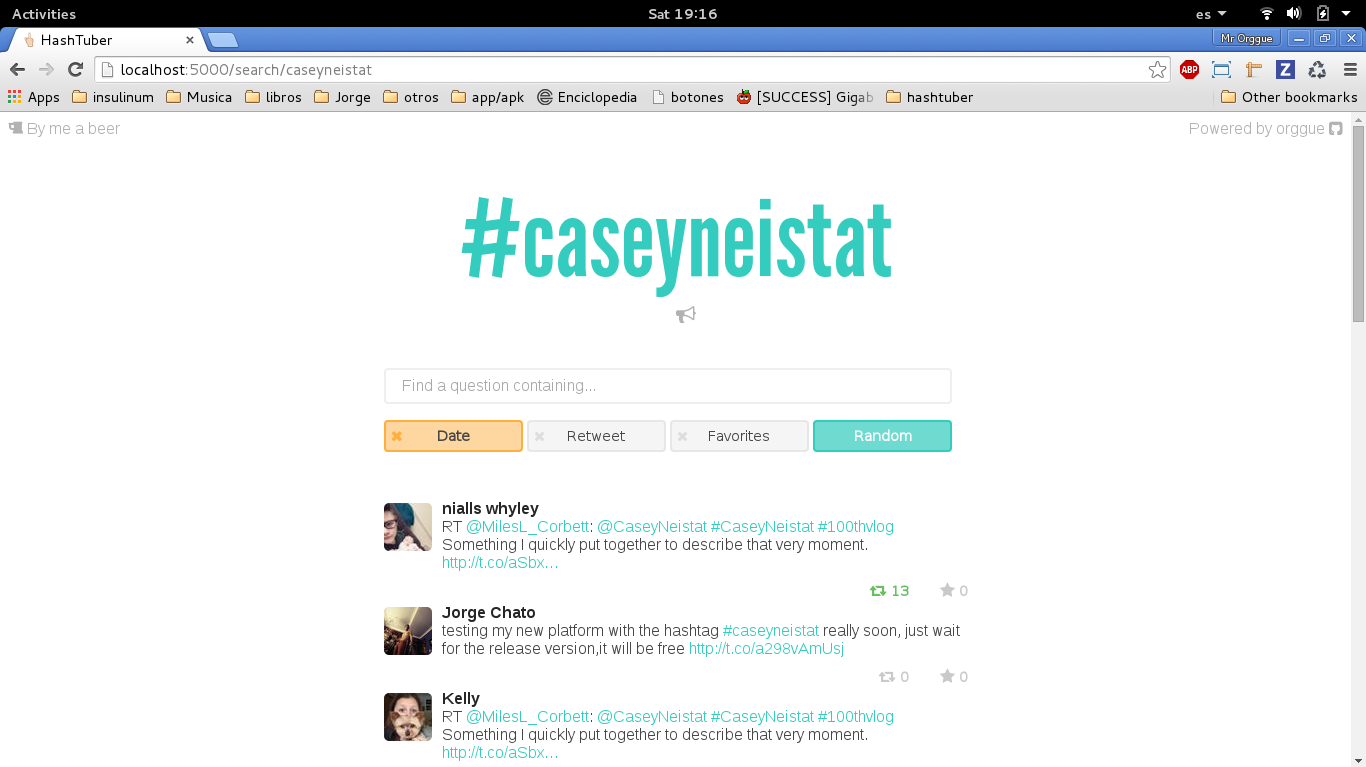 Activities
Sat 19:16
es
HashTuber
Mr Orggue
localhost:5000/search/caseyneistat
ABP
Z
Apps insulinum Musica libros Jorge otros app/apk Enciclopedia botones [SUCCESS] Gigab hashtuber Other bookmarks
By me a beer
Powered by orggue
#caseyneistat
Find a question containing...
Date Retweet Favorites Random
nialls whyley
RT @MilesL_Corbett: @CaseyNeistat #CaseyNeistat #100thvlog
Something I quickly put together to describe that very moment.
http://t.co/aSbx…
13 0
Jorge Chato
testing my new platform with the hashtag #caseyneistat really soon, just wait
for the release version,it will be free http://t.co/a298vAmUsj
0 0
Kelly
RT @MilesL_Corbett: @CaseyNeistat #CaseyNeistat #100thvlog
Something I quickly put together to describe that very moment.
http://t.co/aSbx…